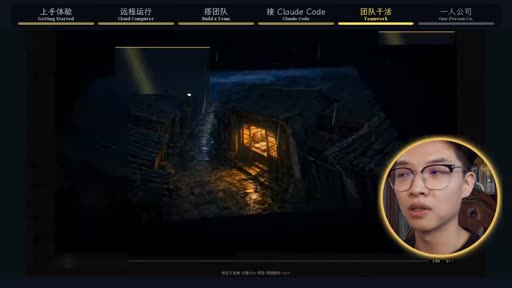 上手体验
Getting Started
远程运行
Cloud Computer
搭团队
Build a Team
接 Claude Code
Claude Code
团队干活
Teamwork
一人公司
One-Person Co.